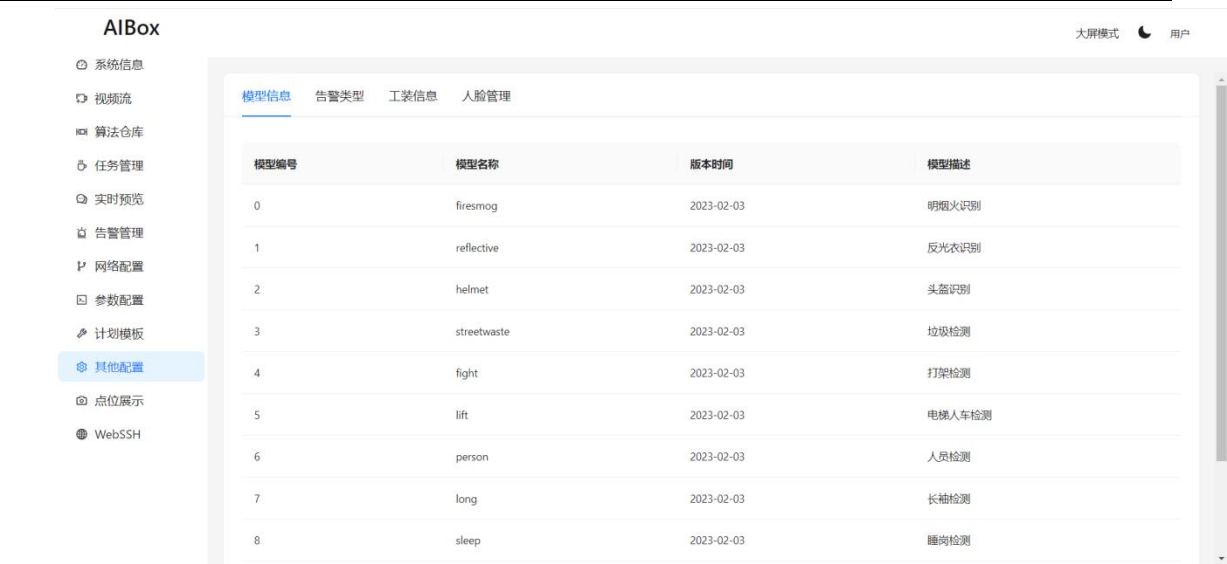 AIBox
大屏模式 用户
系统信息
视频流
算法仓库
任务管理
实时预览
告警管理
网络配置
参数配置
计划模板
其他配置
点位展示
WebSSH
模型信息 告警类型 工装信息 人脸管理
模型编号 模型名称 版本时间 模型描述
0 firesmog 2023-02-03 明烟火识别
1 reflective 2023-02-03 反光衣识别
2 helmet 2023-02-03 头盔识别
3 streetwaste 2023-02-03 垃圾检测
4 fight 2023-02-03 打架检测
5 lift 2023-02-03 电梯人车检测
6 person 2023-02-03 人员检测
7 long 2023-02-03 长袖检测
8 sleep 2023-02-03 睡岗检测